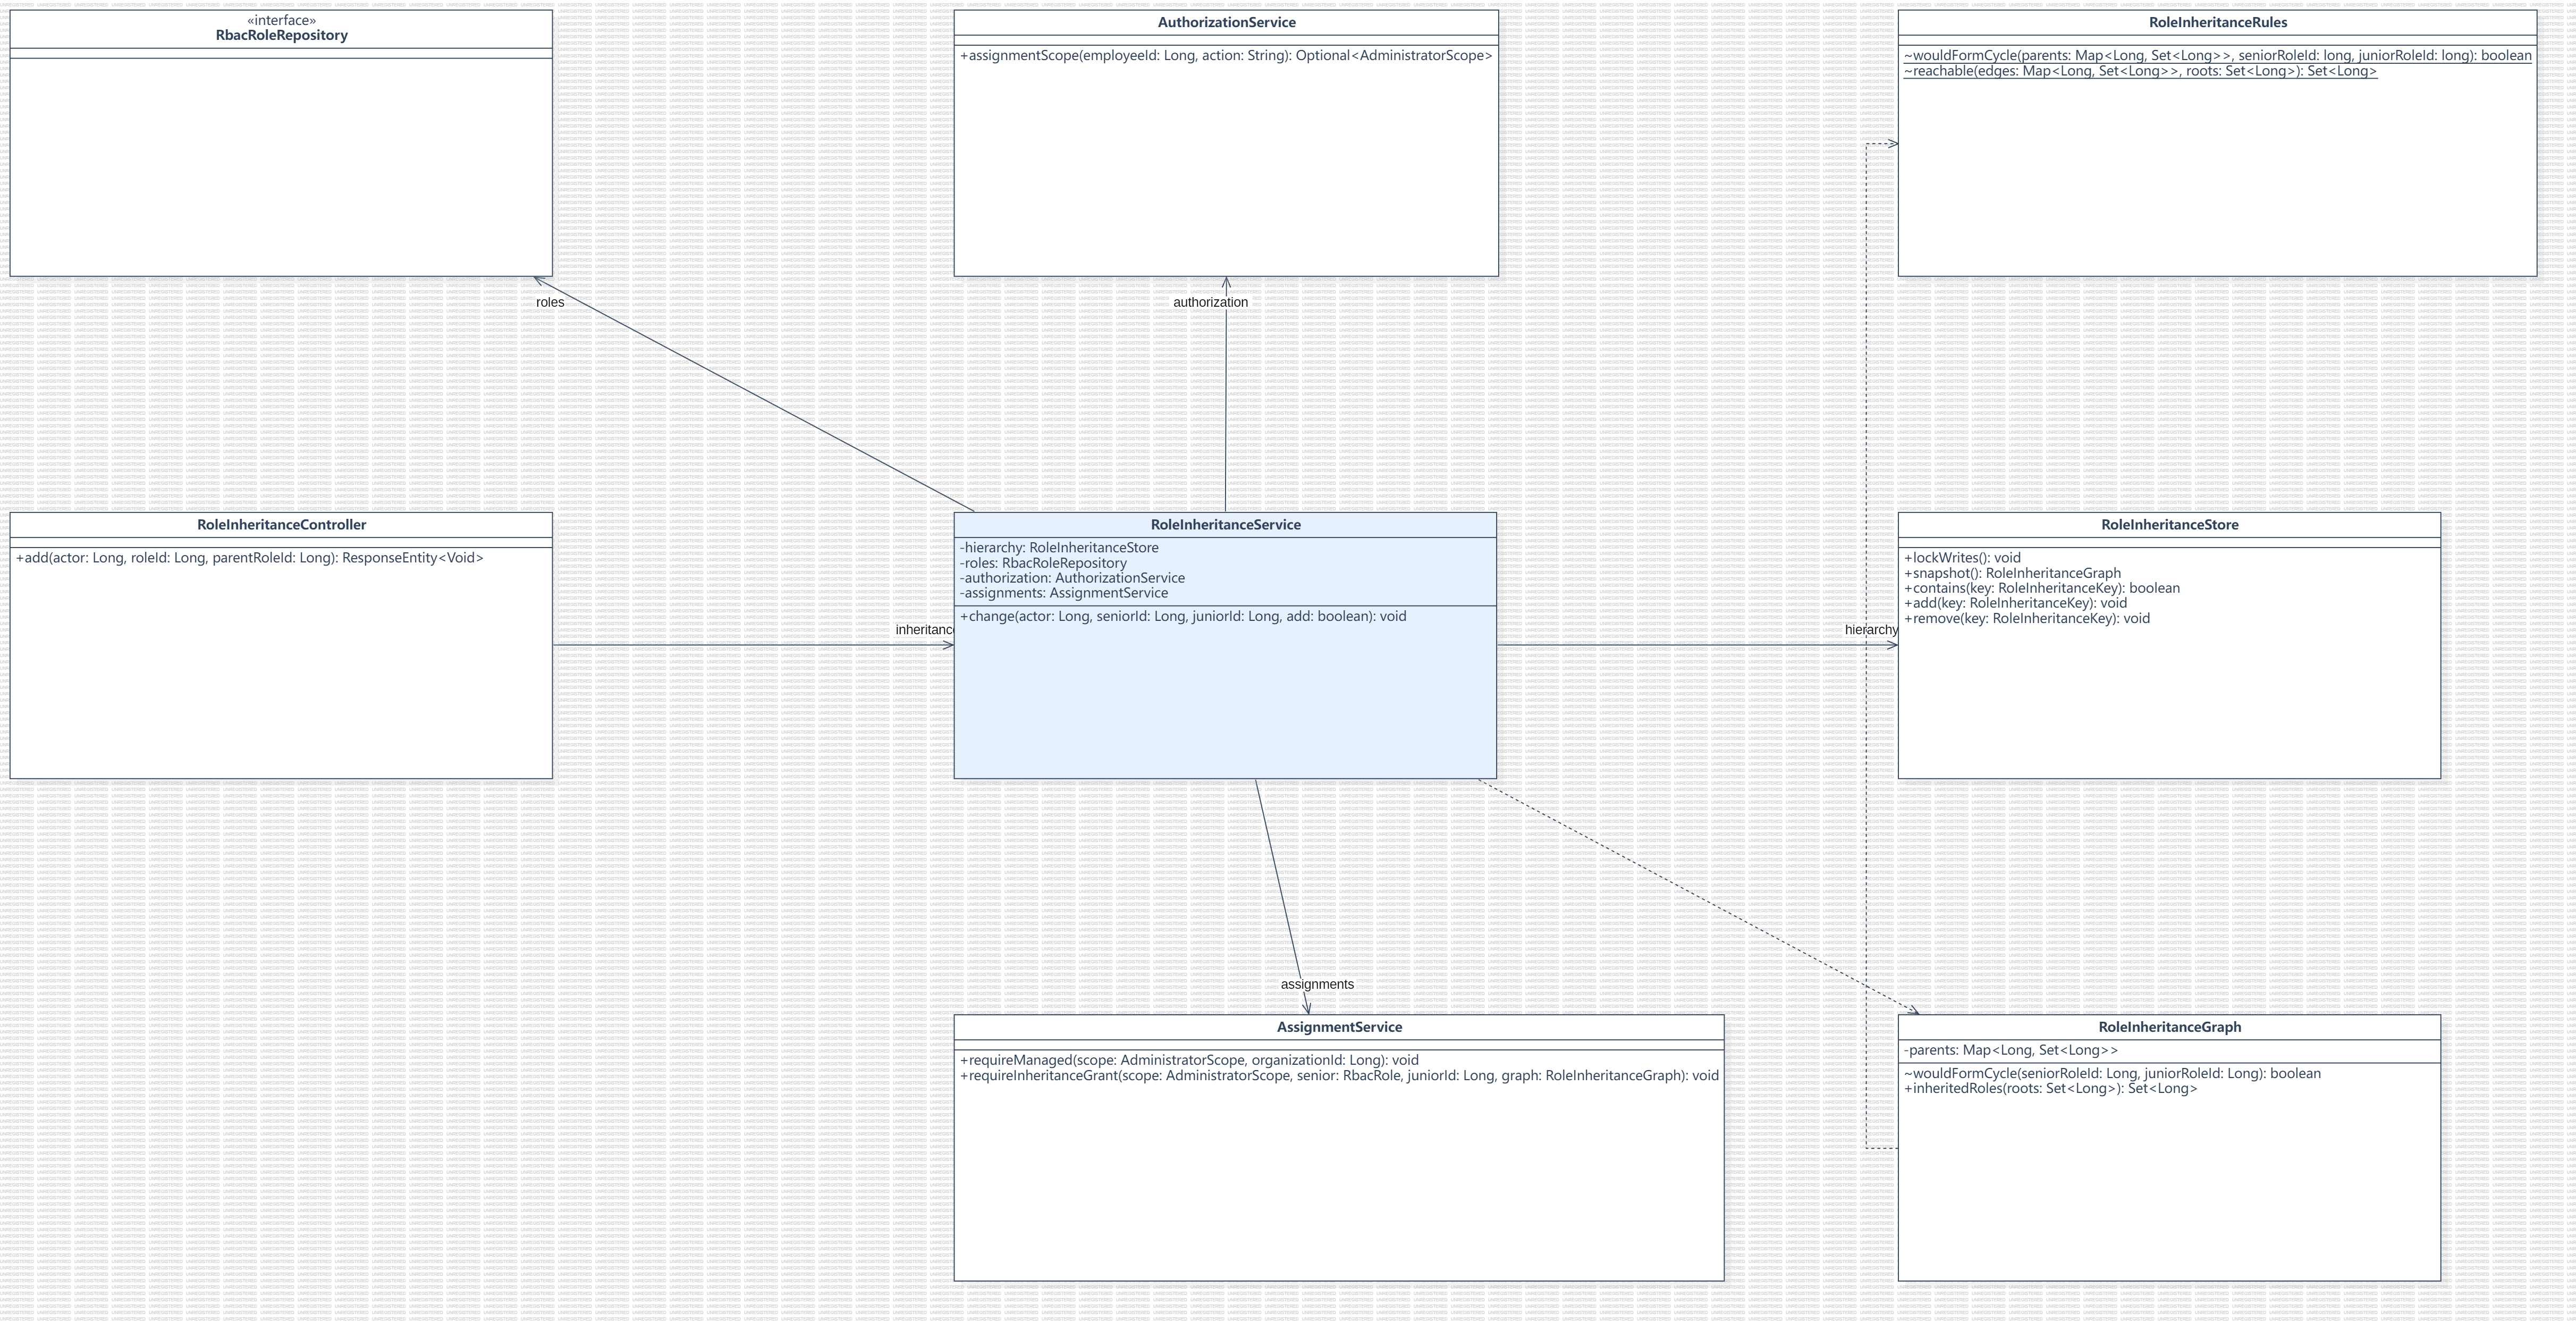 «interface»
RbacRoleRepository
AuthorizationService
+assignmentScope(employeeId: Long, action: String): Optional<AdministratorScope>
RoleInheritanceRules
~wouldFormCycle(parents: Map<Long, Set<Long>>, seniorRoleId: long, juniorRoleId: long): boolean
~reachable(edges: Map<Long, Set<Long>>, roots: Set<Long>): Set<Long>
roles
authorization
RoleInheritanceController
+add(actor: Long, roleId: Long, parentRoleId: Long): ResponseEntity<Void>
inheritance
RoleInheritanceService
-hierarchy: RoleInheritanceStore
-roles: RbacRoleRepository
-authorization: AuthorizationService
-assignments: AssignmentService
+change(actor: Long, seniorId: Long, juniorId: Long, add: boolean): void
hierarchy
RoleInheritanceStore
+lockWrites(): void
+snapshot(): RoleInheritanceGraph
+contains(key: RoleInheritanceKey): boolean
+add(key: RoleInheritanceKey): void
+remove(key: RoleInheritanceKey): void
assignments
AssignmentService
+requireManaged(scope: AdministratorScope, organizationId: Long): void
+requireInheritanceGrant(scope: AdministratorScope, senior: RbacRole, juniorId: Long, graph: RoleInheritanceGraph): void
RoleInheritanceGraph
-parents: Map<Long, Set<Long>>
~wouldFormCycle(seniorRoleId: Long, juniorRoleId: Long): boolean
+inheritedRoles(roots: Set<Long>): Set<Long>
UNREGISTERED